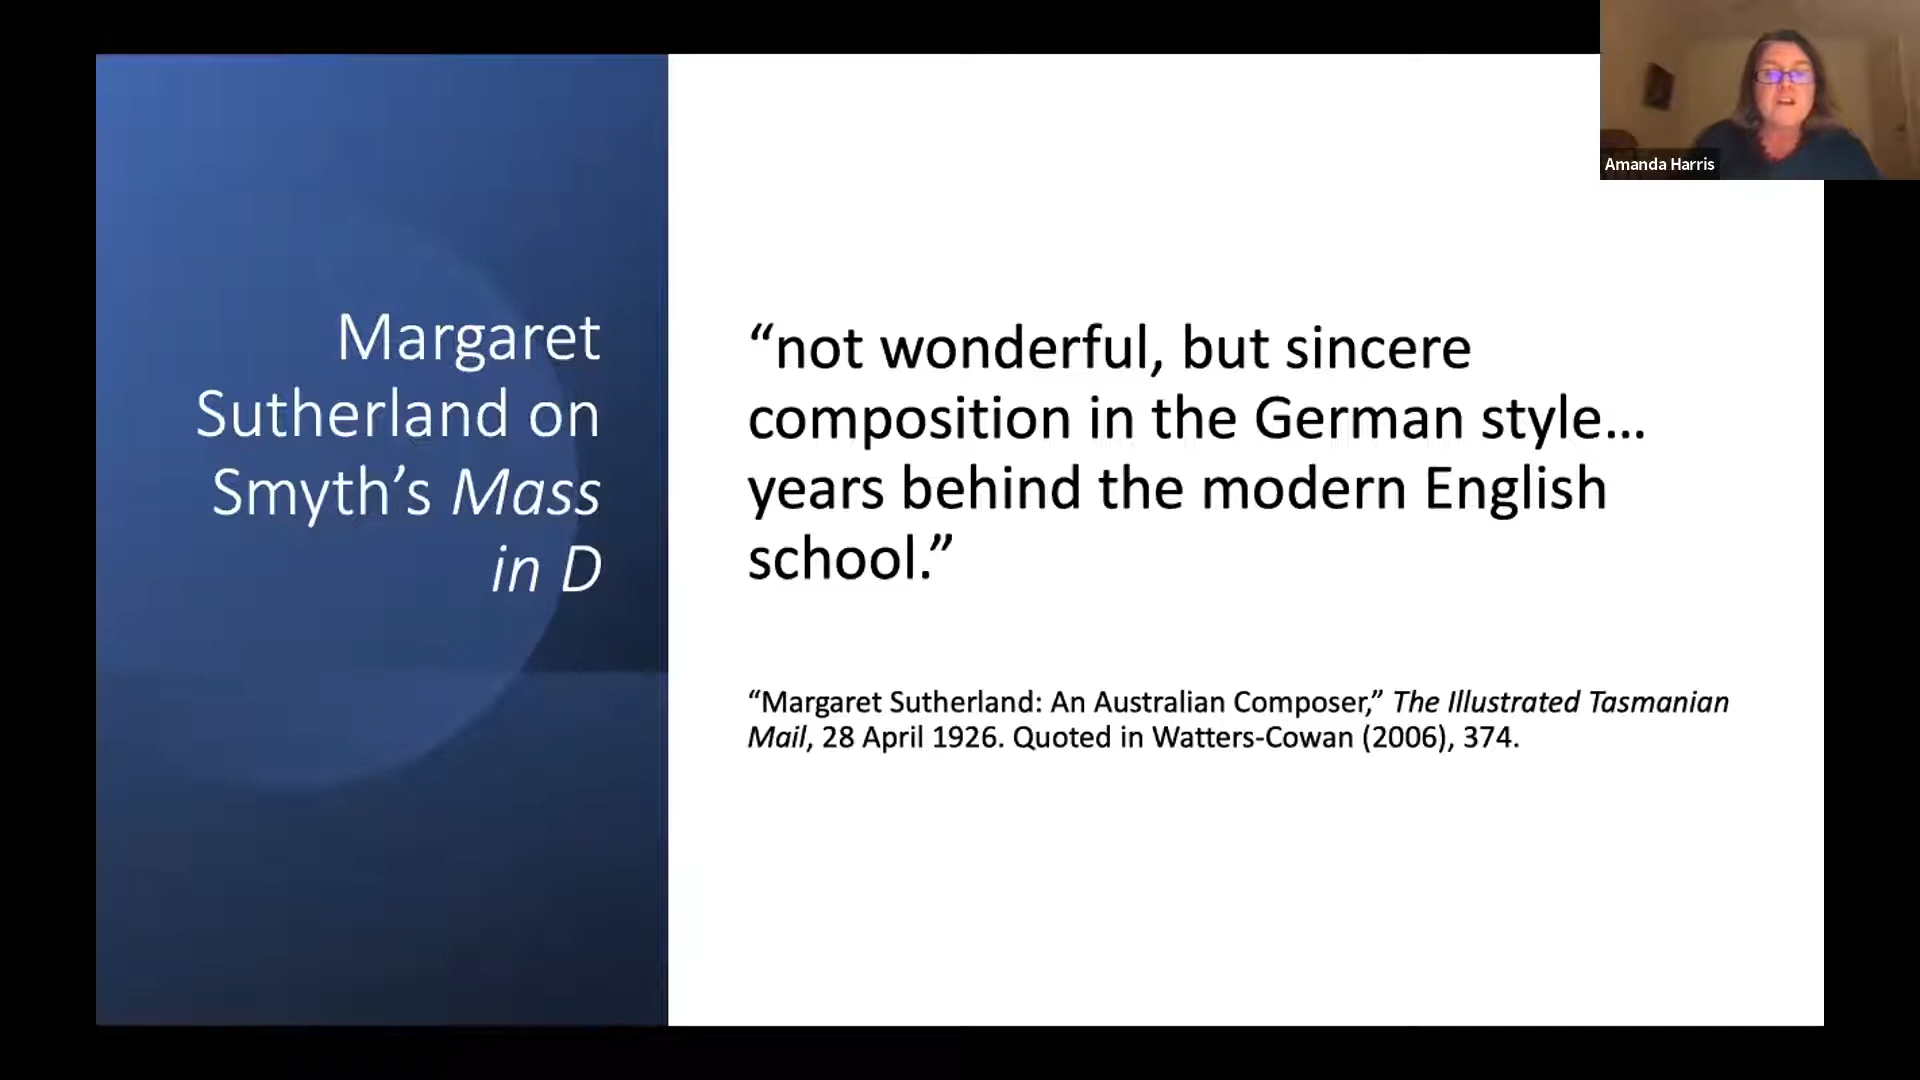 Margaret
Sutherland on
Smyth’s Mass
in D
“not wonderful, but sincere
composition in the German style…
years behind the modern English
school.”
“Margaret Sutherland: An Australian Composer,” The Illustrated Tasmanian
Mail, 28 April 1926. Quoted in Watters-Cowan (2006), 374.
Amanda Harris